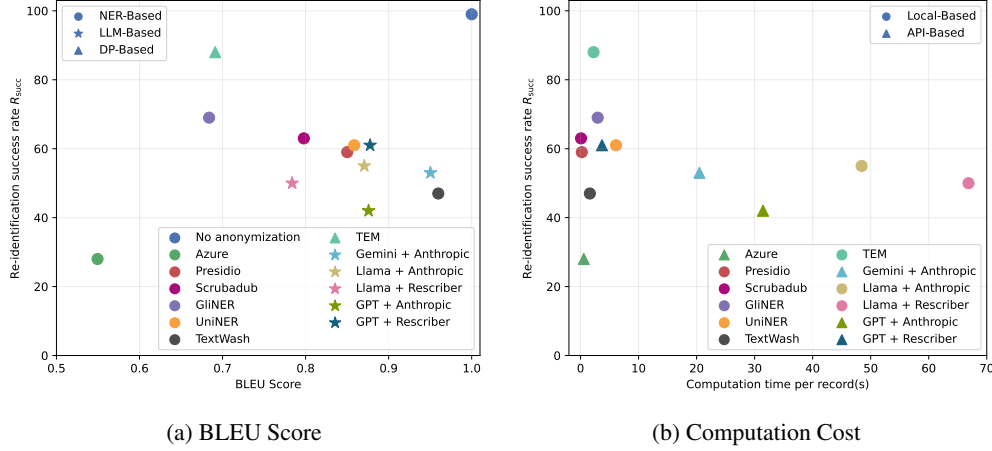 NER-Based
LLM-Based
DP-Based
100
80
60
40
20
0
Re-identification success rate R_succ
0.5
0.6
0.7
0.8
0.9
1.0
BLEU Score
No anonymization
Azure
Presidio
Scrubadub
GliNER
UniNER
TextWash
TEM
Gemini + Anthropic
Llama + Anthropic
Llama + Rescriber
GPT + Anthropic
GPT + Rescriber
(a) BLEU Score
Local-Based
API-Based
100
80
60
40
20
0
Re-identification success rate R_succ
0
10
20
30
40
50
60
70
Computation time per record(s)
Azure
Presidio
Scrubadub
GliNER
UniNER
TextWash
TEM
Gemini + Anthropic
Llama + Anthropic
Llama + Rescriber
GPT + Anthropic
GPT + Rescriber
(b) Computation Cost